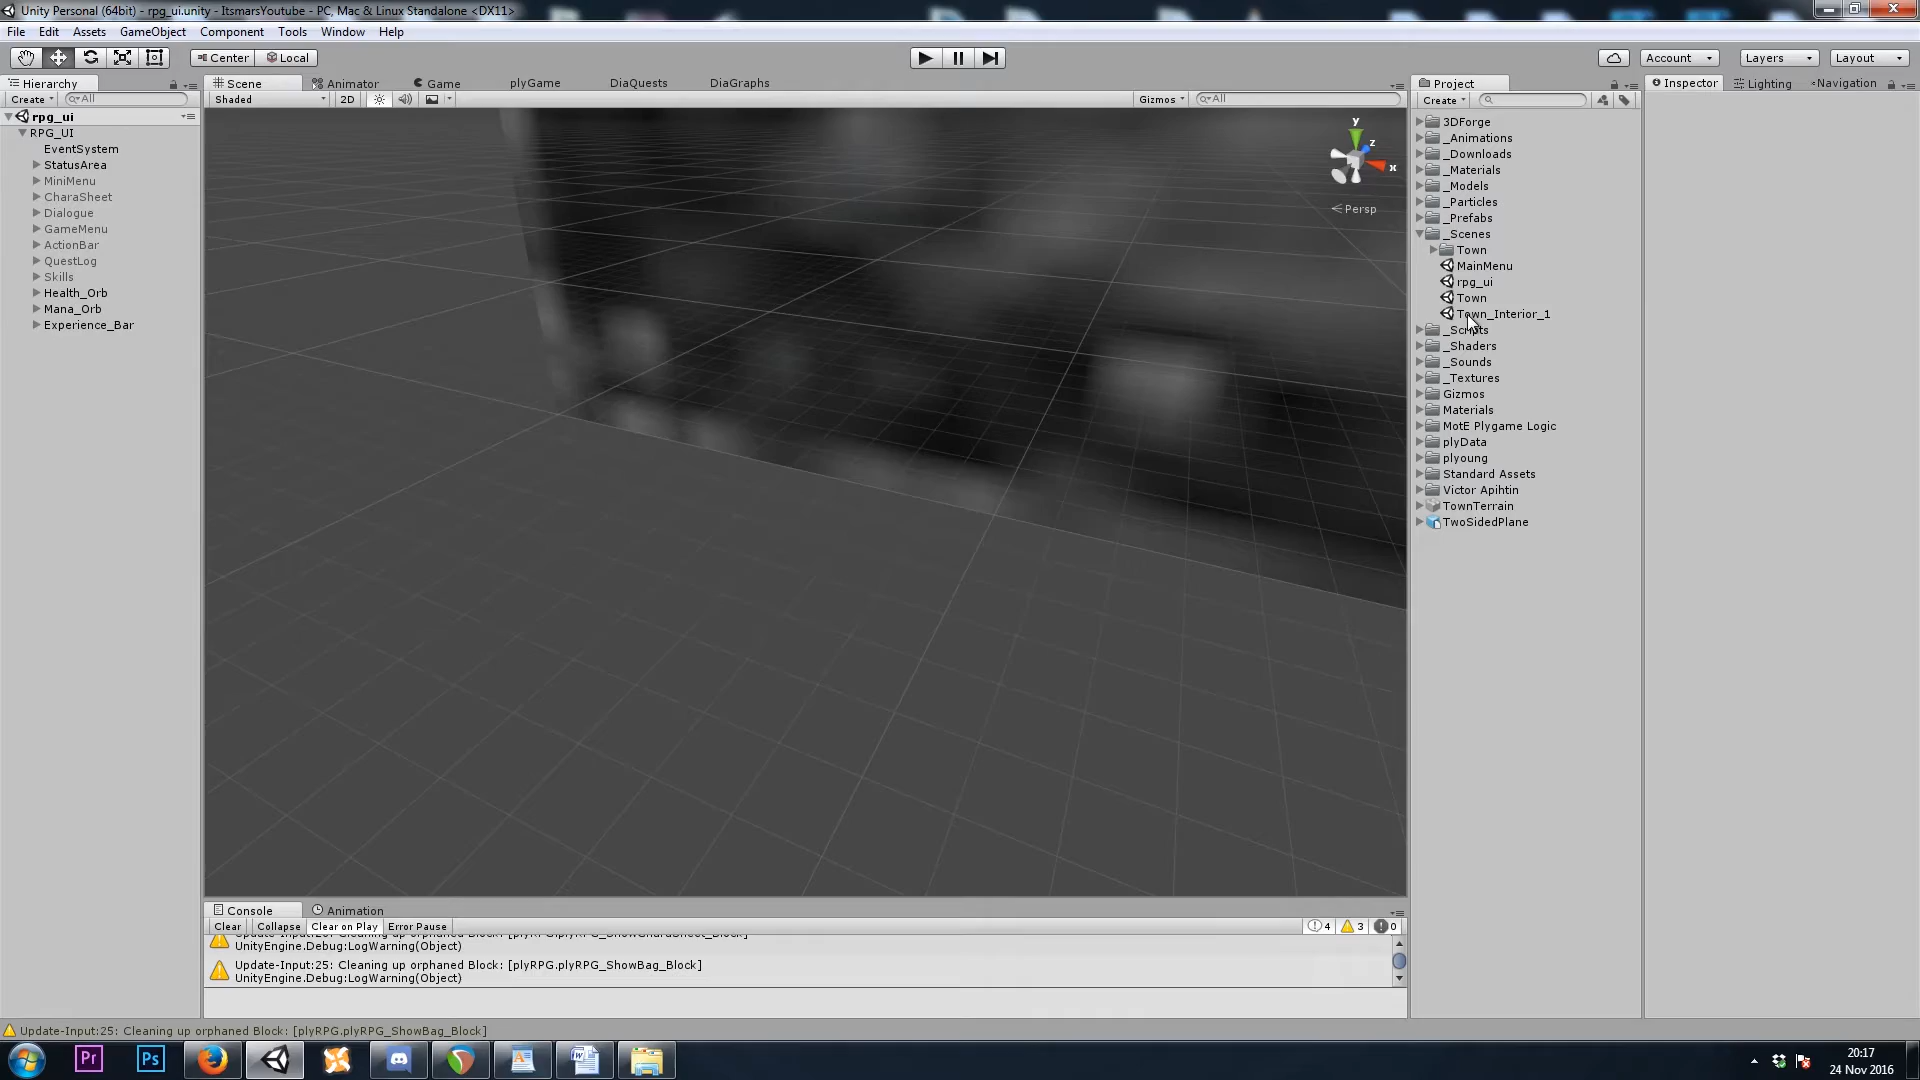 Unity Personal (64bit) - rpg_ui.unity - ItsmarsYoutube - PC, Mac & Linux Standalone <DX11>
File Edit Assets GameObject Component Tools Window Help
Center Local Account Layers Layout
Hierarchy
Create All
rpg_ui
RPG_UI
EventSystem
StatusArea
MiniMenu
CharaSheet
Dialogue
GameMenu
ActionBar
QuestLog
Skills
Health_Orb
Mana_Orb
Experience_Bar
Scene Animator Game plyGame DiaQuests DiaGraphs
Shaded 2D Gizmos All
y
z
x
Persp
Console Animation
Clear Collapse Clear on Play Error Pause 4 3 0
UnityEngine.Debug:LogWarning(Object)
Update-Input:25: Cleaning up orphaned Block: [plyRPG.plyRPG_ShowBag_Block]
UnityEngine.Debug:LogWarning(Object)
Project
Create
3DForge
_Animations
_Downloads
_Materials
_Models
_Particles
_Prefabs
_Scenes
Town
MainMenu
rpg_ui
Town
Town_Interior_1
_Scripts
_Shaders
_Sounds
_Textures
Gizmos
Materials
MotE Plygame Logic
plyData
plyoung
Standard Assets
Victor Apihtin
TownTerrain
TwoSidedPlane
Inspector Lighting Navigation
Update-Input:25: Cleaning up orphaned Block: [plyRPG.plyRPG_ShowBag_Block]
Pr Ps
20:17
24 Nov 2016